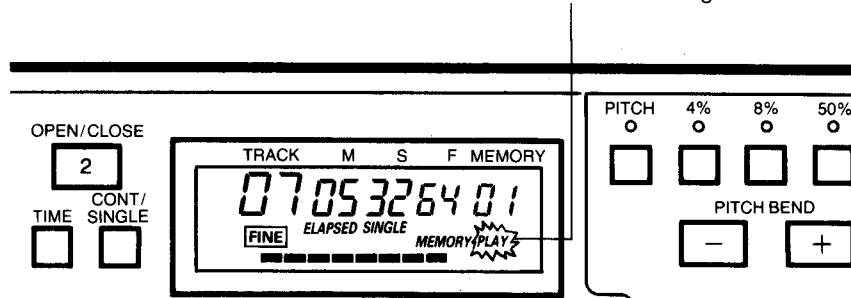 PITCH 4% 8% 50%
OPEN/CLOSE
2
TRACK M S F MEMORY
07 05 32 64 01
TIME CONT/
SINGLE
FINE ELAPSED SINGLE MEMORY PLAY
PITCH BEND
− +